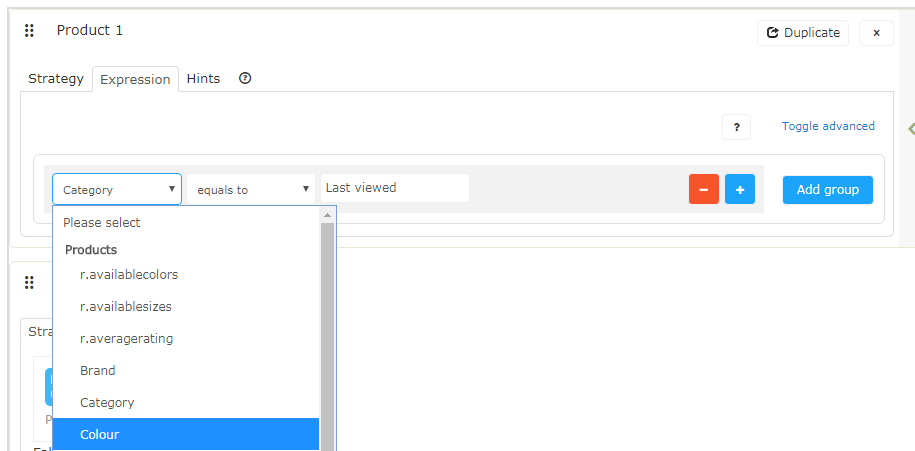 Product 1
Duplicate
x
Strategy
Expression
Hints
?
?
Toggle advanced
Category
equals to
Last viewed
Add group
Please select
Products
r.availablecolors
r.availablesizes
r.averagerating
Brand
Category
Colour